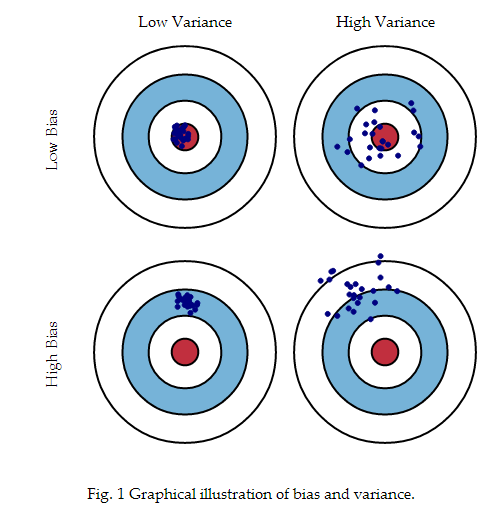 Low Variance
High Variance
Low Bias
High Bias
Fig. 1 Graphical illustration of bias and variance.